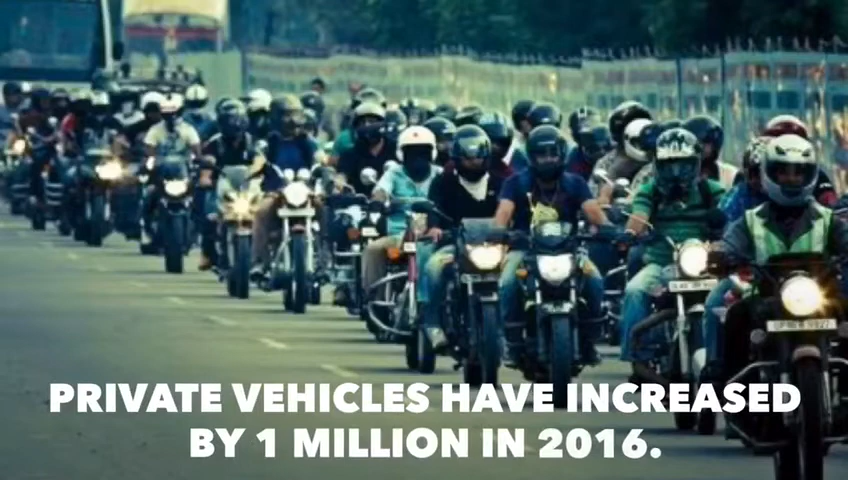 PRIVATE VEHICLES HAVE INCREASED
BY 1 MILLION IN 2016.